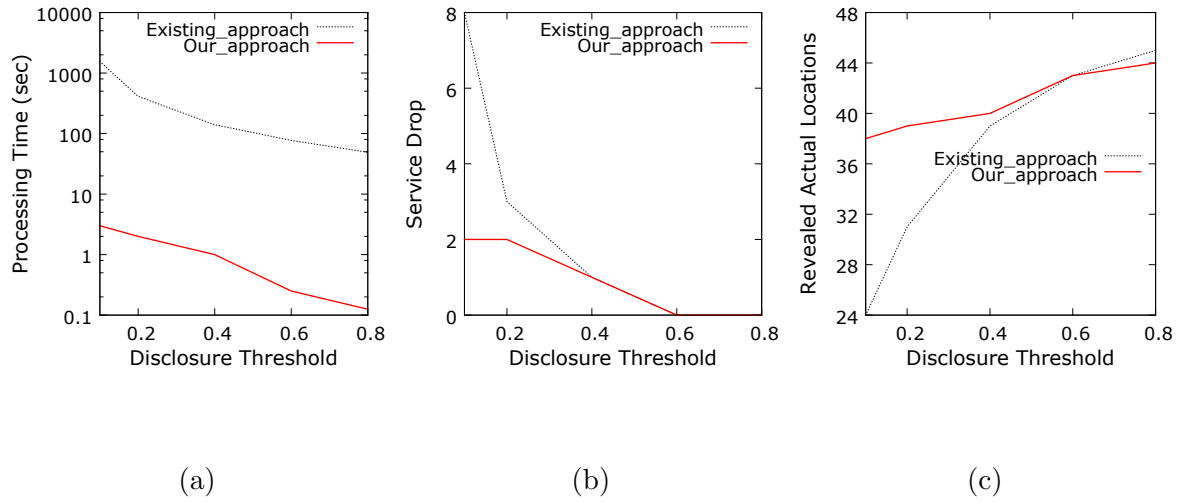 10000
1000
100
10
1
0.1
0.2
0.4
0.6
0.8
Processing Time (sec)
Disclosure Threshold
Existing_approach
Our_approach
(a)
8
6
4
2
0
0.2
0.4
0.6
0.8
Service Drop
Disclosure Threshold
Existing_approach
Our_approach
(b)
48
44
40
36
32
28
24
0.2
0.4
0.6
0.8
Revealed Actual Locations
Disclosure Threshold
Existing_approach
Our_approach
(c)